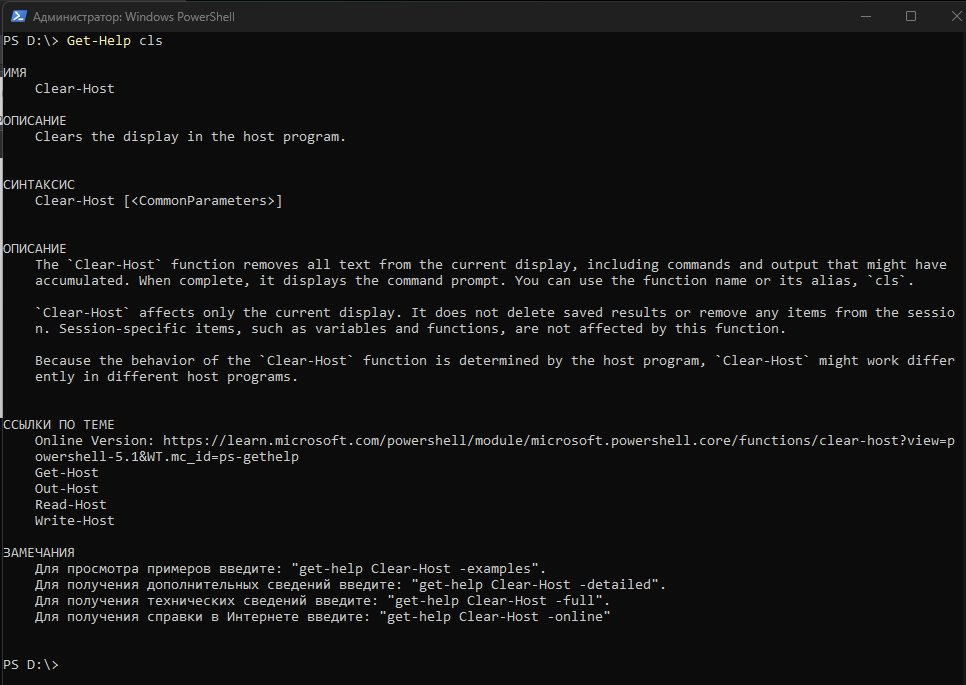 Администратор: Windows PowerShell
PS D:\> Get-Help cls
ИМЯ
Clear-Host
ОПИСАНИЕ
Clears the display in the host program.
СИНТАКСИС
Clear-Host [<CommonParameters>]
ОПИСАНИЕ
The `Clear-Host` function removes all text from the current display, including commands and output that might have
accumulated. When complete, it displays the command prompt. You can use the function name or its alias, `cls`.
`Clear-Host` affects only the current display. It does not delete saved results or remove any items from the sessio
n. Session-specific items, such as variables and functions, are not affected by this function.
Because the behavior of the `Clear-Host` function is determined by the host program, `Clear-Host` might work differ
ently in different host programs.
ССЫЛКИ ПО ТЕМЕ
Online Version: https://learn.microsoft.com/powershell/module/microsoft.powershell.core/functions/clear-host?view=p
owershell-5.1&WT.mc_id=ps-gethelp
Get-Host
Out-Host
Read-Host
Write-Host
ЗАМЕЧАНИЯ
Для просмотра примеров введите: "get-help Clear-Host -examples".
Для получения дополнительных сведений введите: "get-help Clear-Host -detailed".
Для получения технических сведений введите: "get-help Clear-Host -full".
Для получения справки в Интернете введите: "get-help Clear-Host -online"
PS D:\>